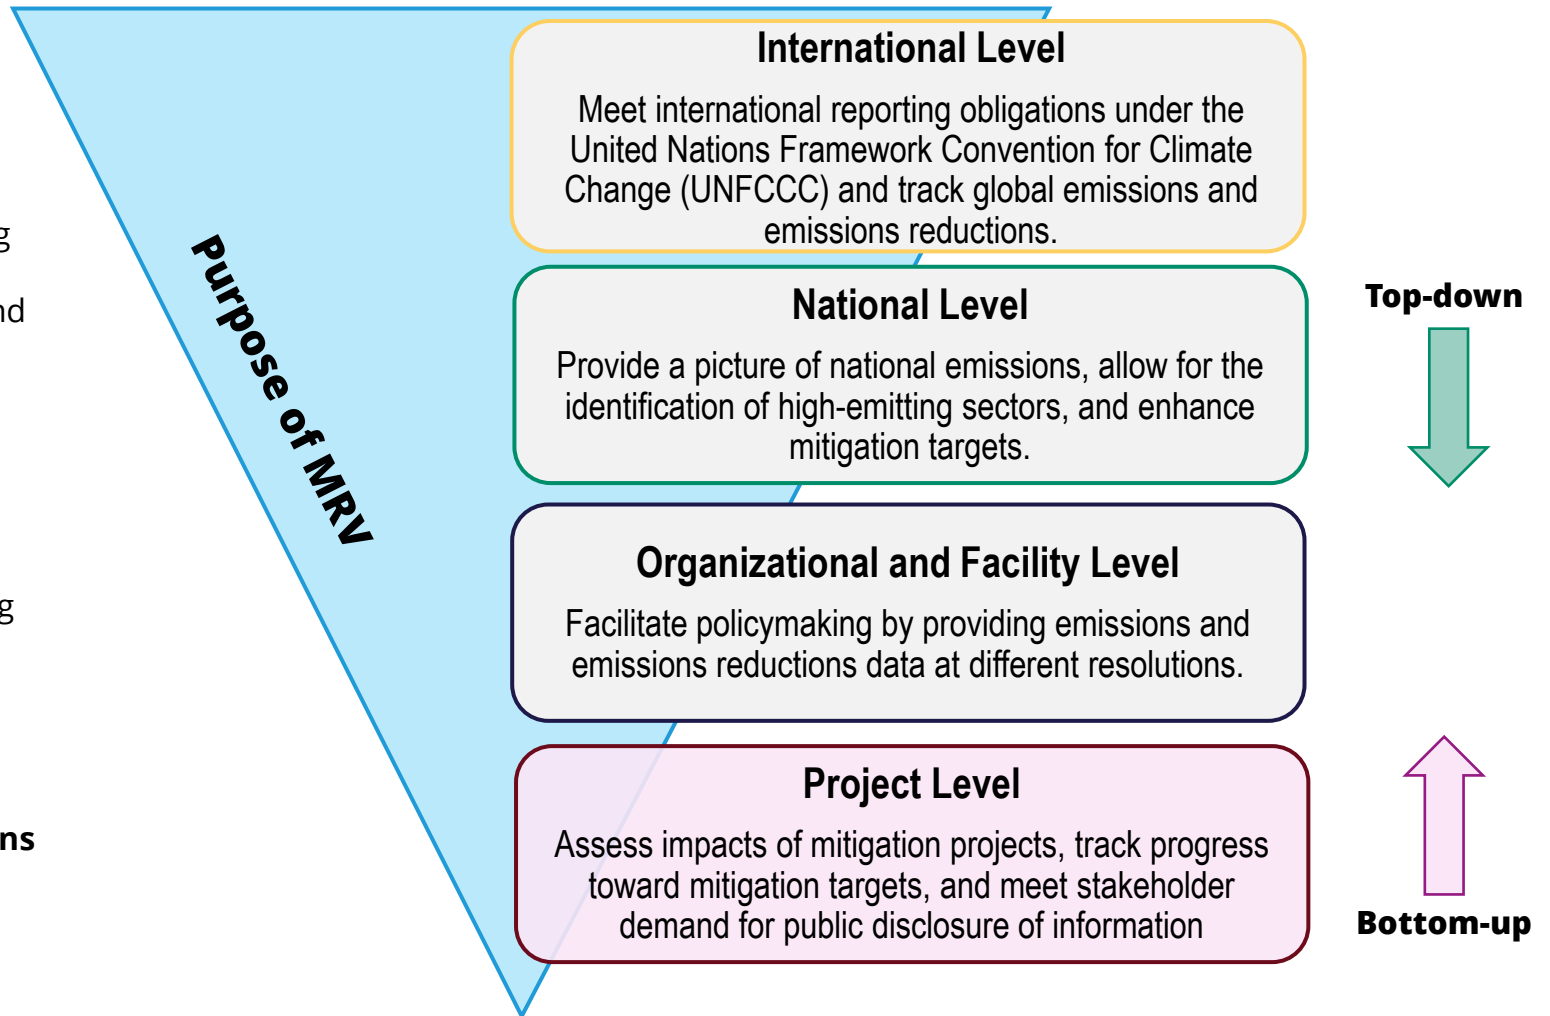 International Level
Meet international reporting obligations under the
United Nations Framework Convention for Climate
Change (UNFCCC) and track global emissions and
emissions reductions.
National Level
Provide a picture of national emissions, allow for the
identification of high-emitting sectors, and enhance
mitigation targets.
Organizational and Facility Level
Facilitate policymaking by providing emissions and
emissions reductions data at different resolutions.
Project Level
Assess impacts of mitigation projects, track progress
toward mitigation targets, and meet stakeholder
demand for public disclosure of information
Purpose of MRV
Top-down
Bottom-up